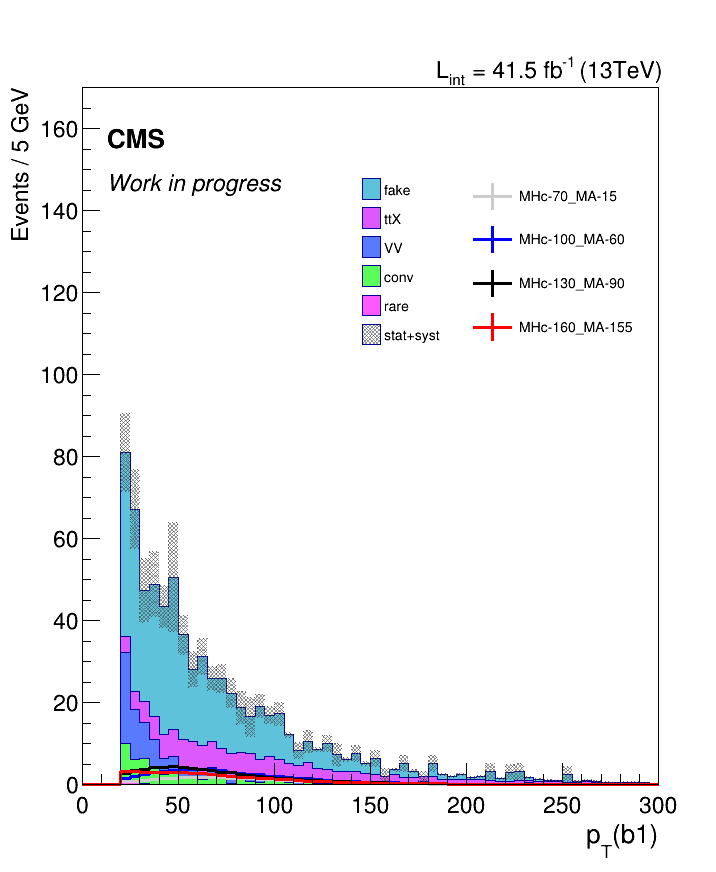 L_int = 41.5 fb^-1 (13TeV)
Events / 5 GeV
CMS
Work in progress
fake
ttX
VV
conv
rare
stat+syst
MHc-70_MA-15
MHc-100_MA-60
MHc-130_MA-90
MHc-160_MA-155
160
140
120
100
80
60
40
20
0
0 50 100 150 200 250 300
p_T(b1)